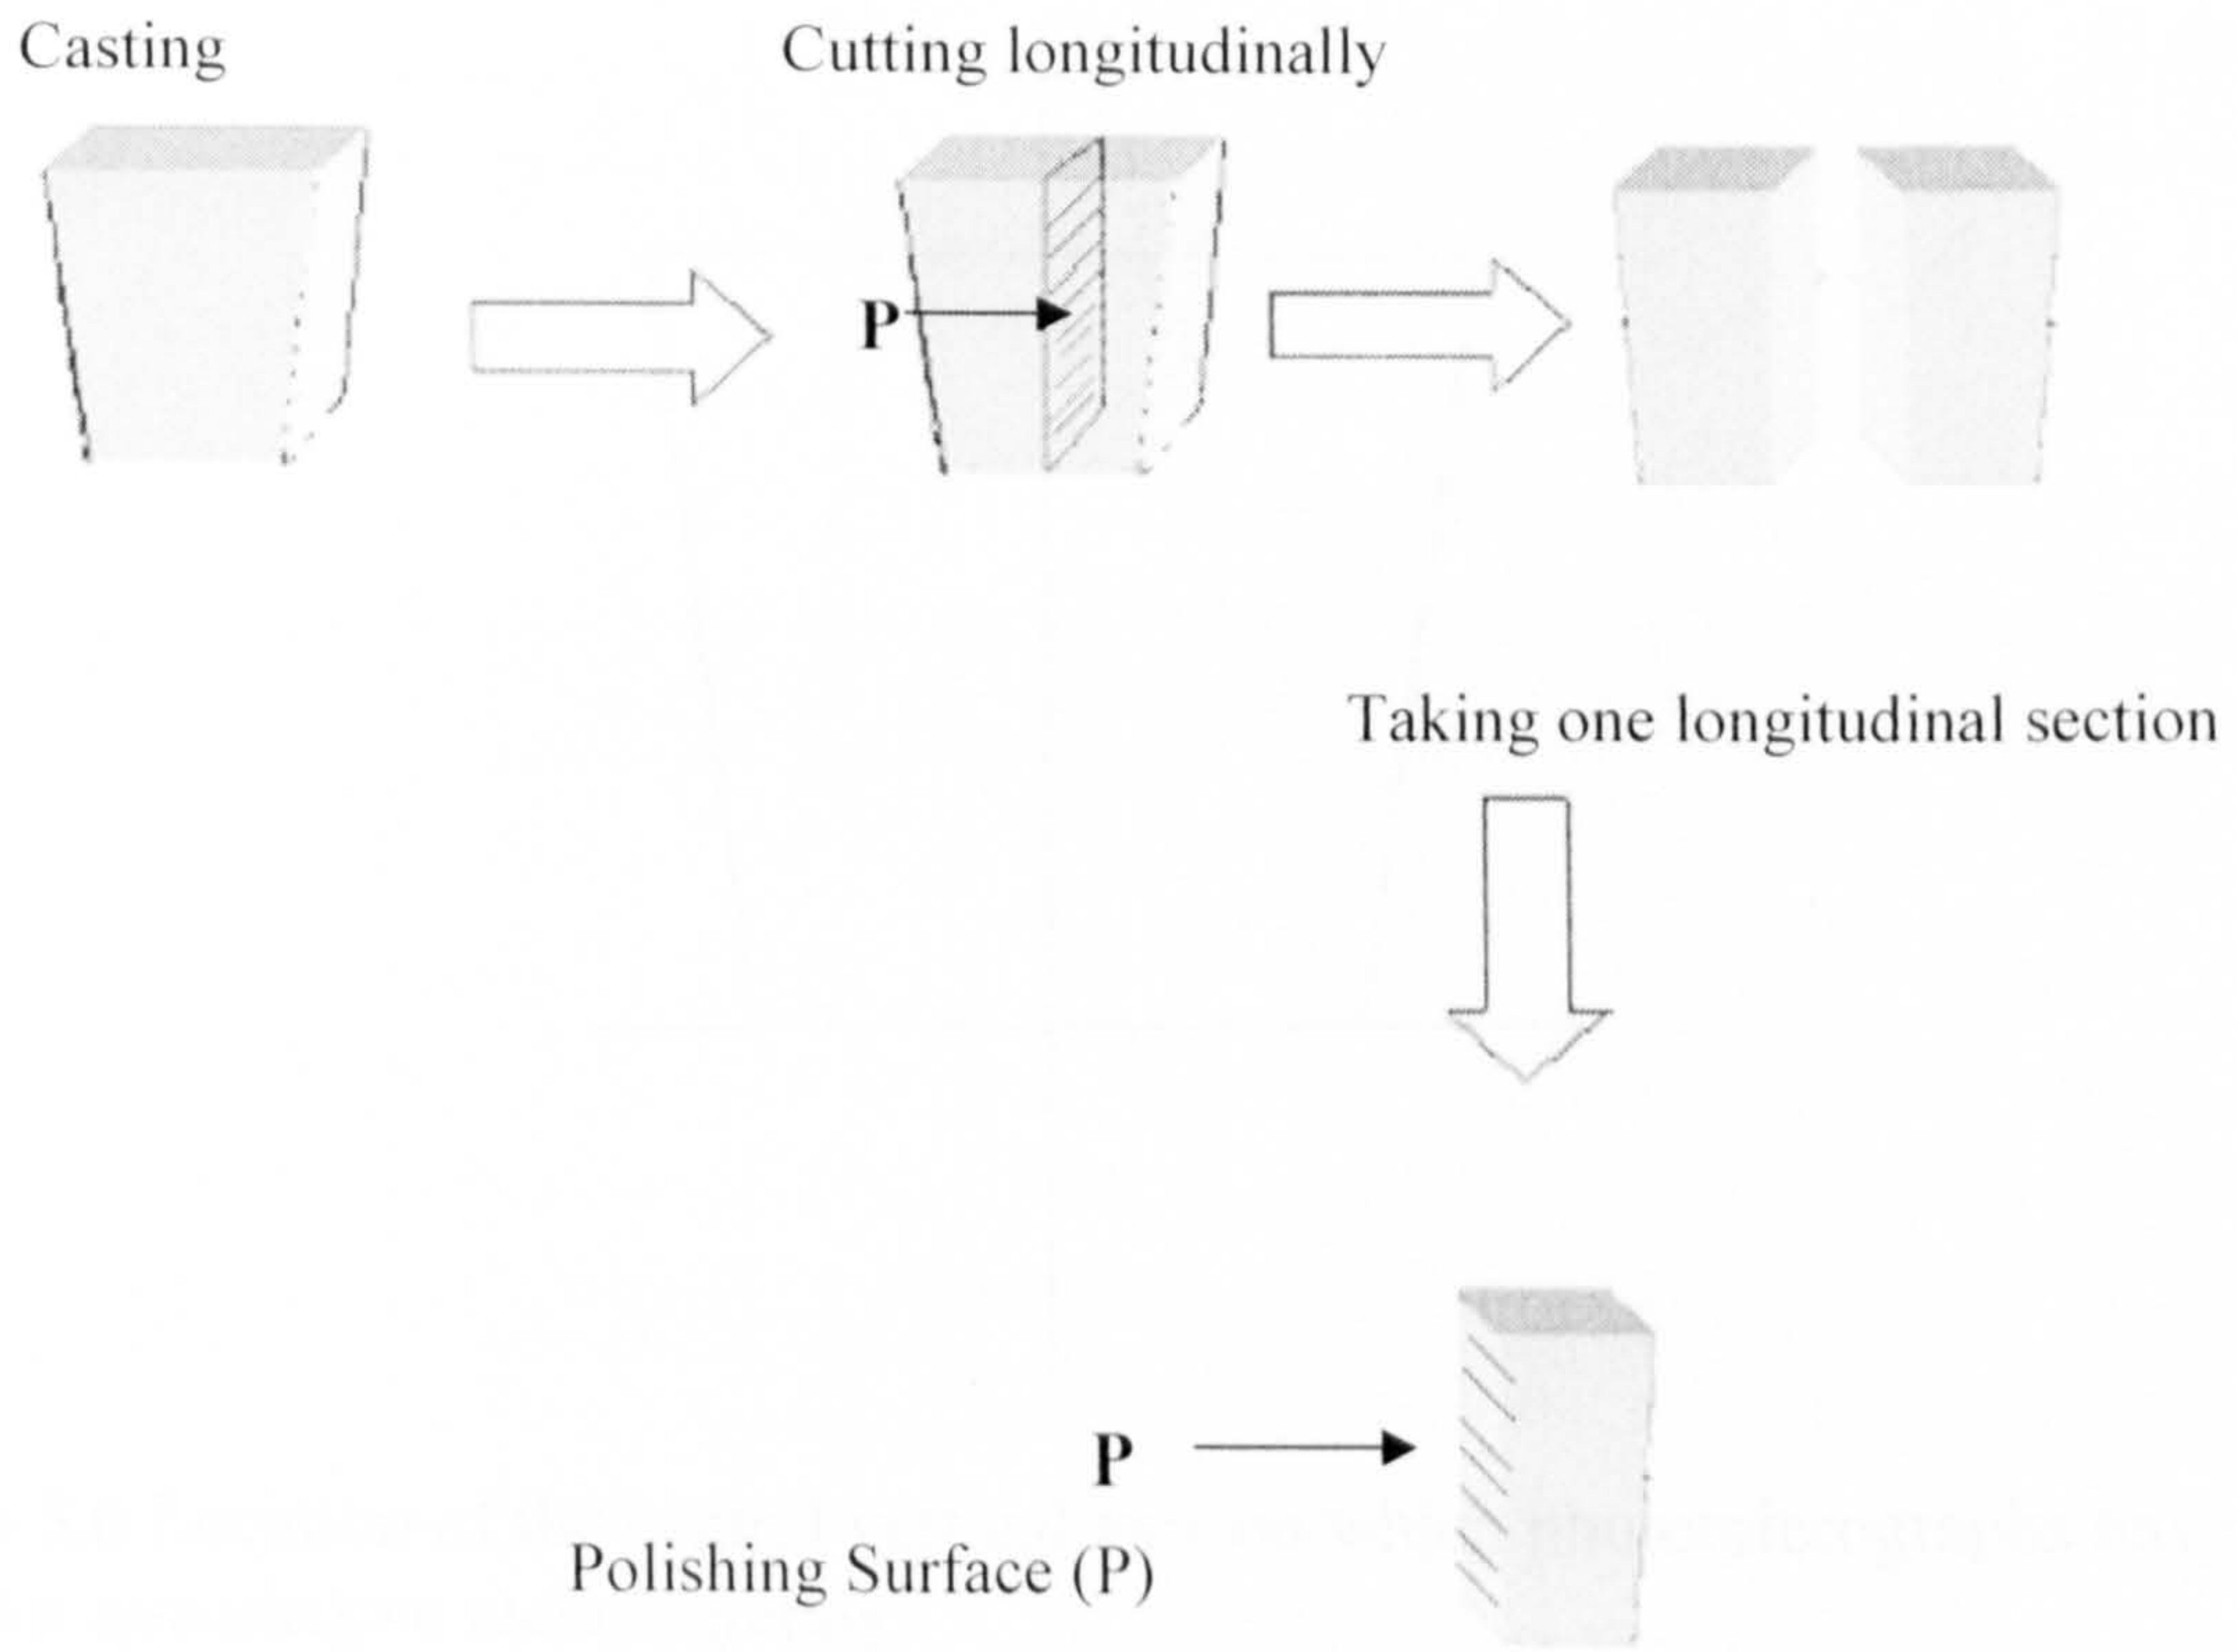 Casting
Cutting longitudinally
P
Taking one longitudinal section
P
Polishing Surface (P)